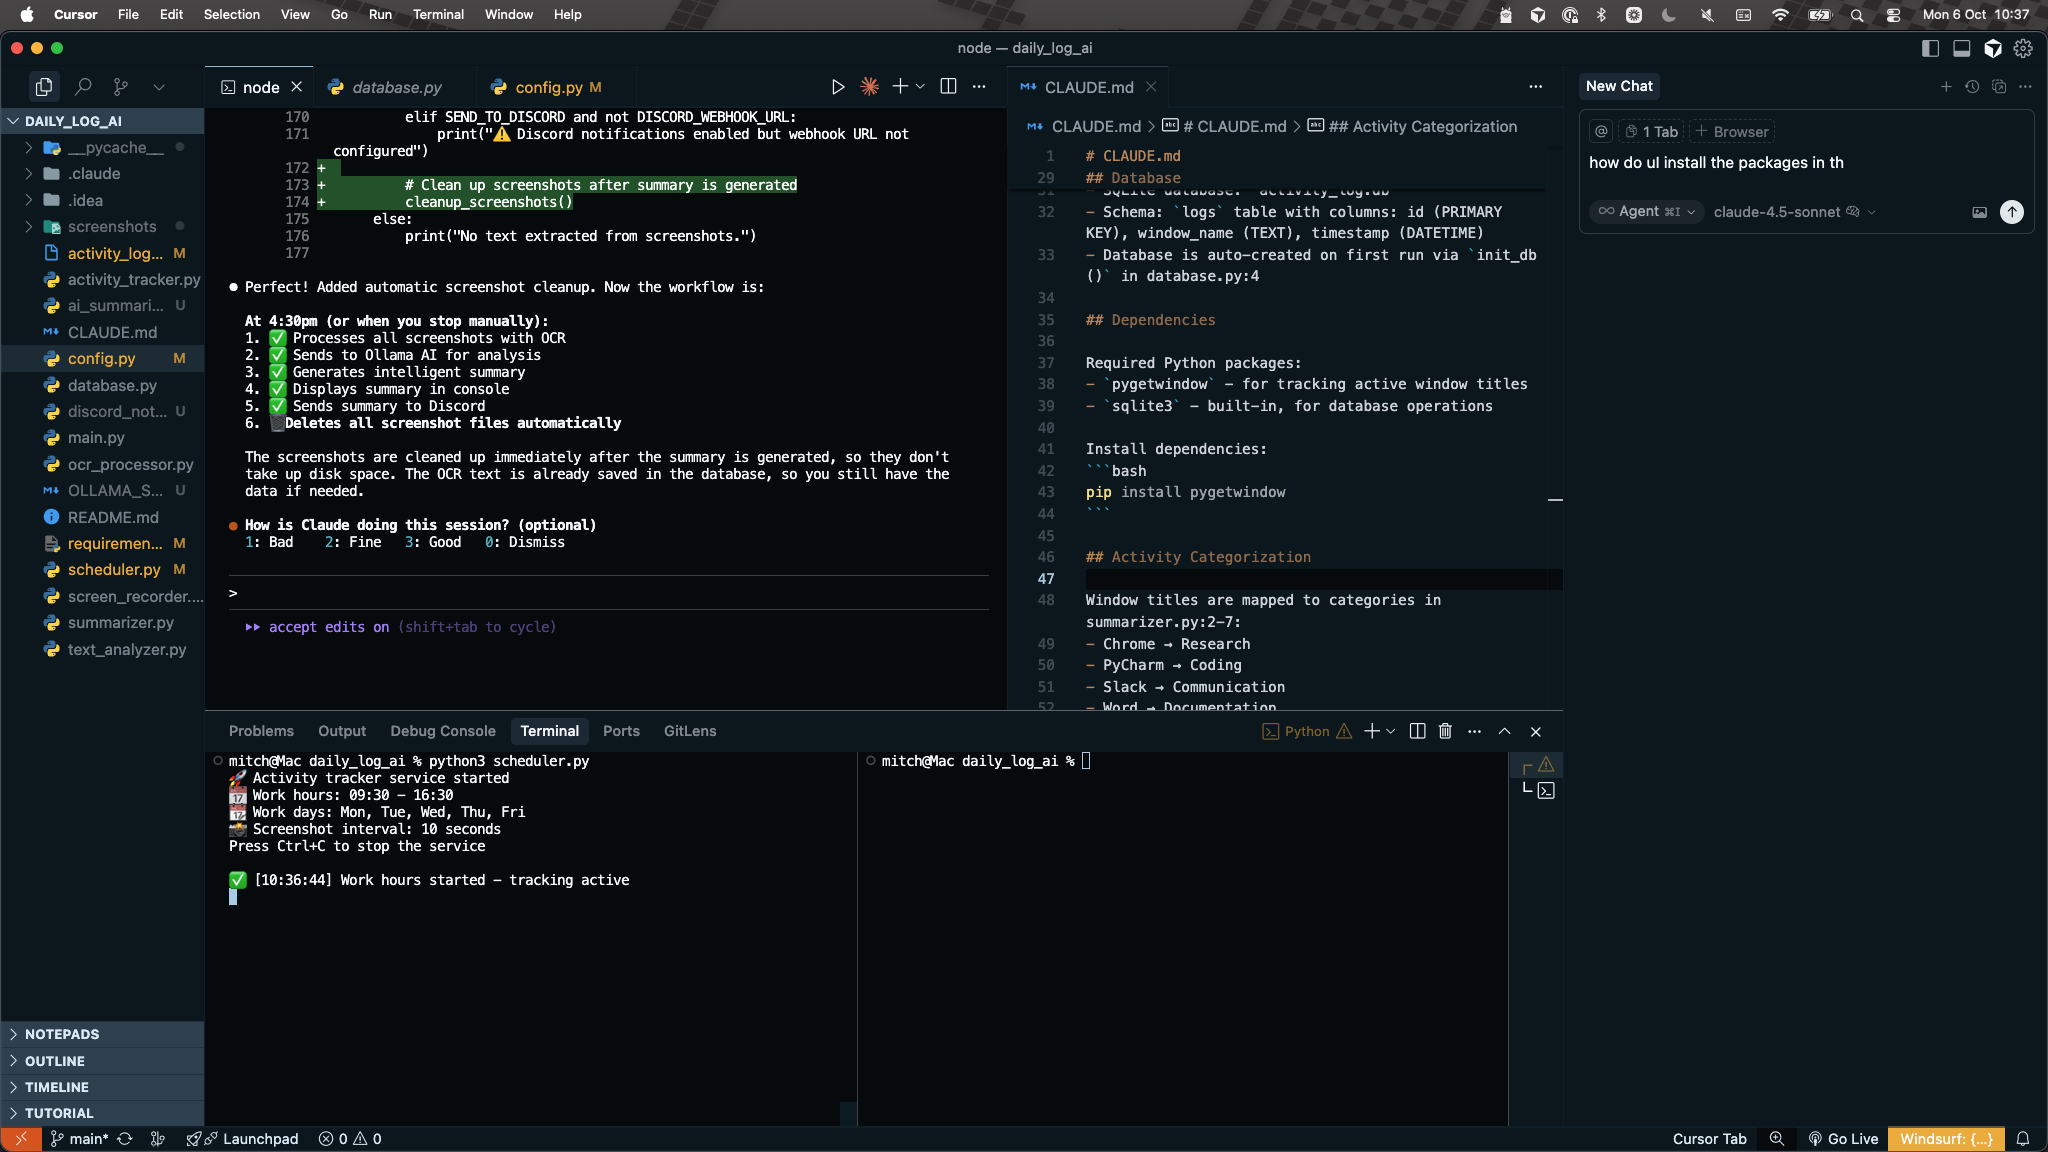 Cursor File Edit Selection View Go Run Terminal Window Help
Mon 6 Oct 10:37
node — daily_log_ai
DAILY_LOG_AI
__pycache__
.claude
.idea
screenshots
activity_log... M
activity_tracker.py
ai_summari... U
CLAUDE.md
config.py M
database.py
discord_not... U
main.py
ocr_processor.py
OLLAMA_S... U
README.md
requiremen... M
scheduler.py M
screen_recorder....
summarizer.py
text_analyzer.py
NOTEPADS
OUTLINE
TIMELINE
TUTORIAL
node
database.py
config.py M
170 elif SEND_TO_DISCORD and not DISCORD_WEBHOOK_URL:
171 print("⚠️ Discord notifications enabled but webhook URL not
configured")
172 +
173 + # Clean up screenshots after summary is generated
174 + cleanup_screenshots()
175 else:
176 print("No text extracted from screenshots.")
177
● Perfect! Added automatic screenshot cleanup. Now the workflow is:
At 4:30pm (or when you stop manually):
1. ✅ Processes all screenshots with OCR
2. ✅ Sends to Ollama AI for analysis
3. ✅ Generates intelligent summary
4. ✅ Displays summary in console
5. ✅ Sends summary to Discord
6. 🗑️Deletes all screenshot files automatically
The screenshots are cleaned up immediately after the summary is generated, so they don't
take up disk space. The OCR text is already saved in the database, so you still have the
data if needed.
● How is Claude doing this session? (optional)
1: Bad 2: Fine 3: Good 0: Dismiss
>
▸▸ accept edits on (shift+tab to cycle)
CLAUDE.md
CLAUDE.md > # CLAUDE.md > ## Activity Categorization
1 # CLAUDE.md
29 ## Database
31 - SQLite database: `activity_log.db`
32 - Schema: `logs` table with columns: id (PRIMARY
KEY), window_name (TEXT), timestamp (DATETIME)
33 - Database is auto-created on first run via `init_db
()` in database.py:4
34
35 ## Dependencies
36
37 Required Python packages:
38 - `pygetwindow` - for tracking active window titles
39 - `sqlite3` - built-in, for database operations
40
41 Install dependencies:
42 ```bash
43 pip install pygetwindow
44 ```
45
46 ## Activity Categorization
47
48 Window titles are mapped to categories in
summarizer.py:2-7:
49 - Chrome → Research
50 - PyCharm → Coding
51 - Slack → Communication
52 - Word → Documentation
New Chat
@ 1 Tab + Browser
how do uI install the packages in th
∞ Agent ⌘I claude-4.5-sonnet
Problems Output Debug Console Terminal Ports GitLens
Python
mitch@Mac daily_log_ai % python3 scheduler.py
🚀 Activity tracker service started
📅 Work hours: 09:30 - 16:30
📆 Work days: Mon, Tue, Wed, Thu, Fri
📸 Screenshot interval: 10 seconds
Press Ctrl+C to stop the service
✅ [10:36:44] Work hours started - tracking active
mitch@Mac daily_log_ai %
main* Launchpad 0 0
Cursor Tab Go Live Windsurf: {...}